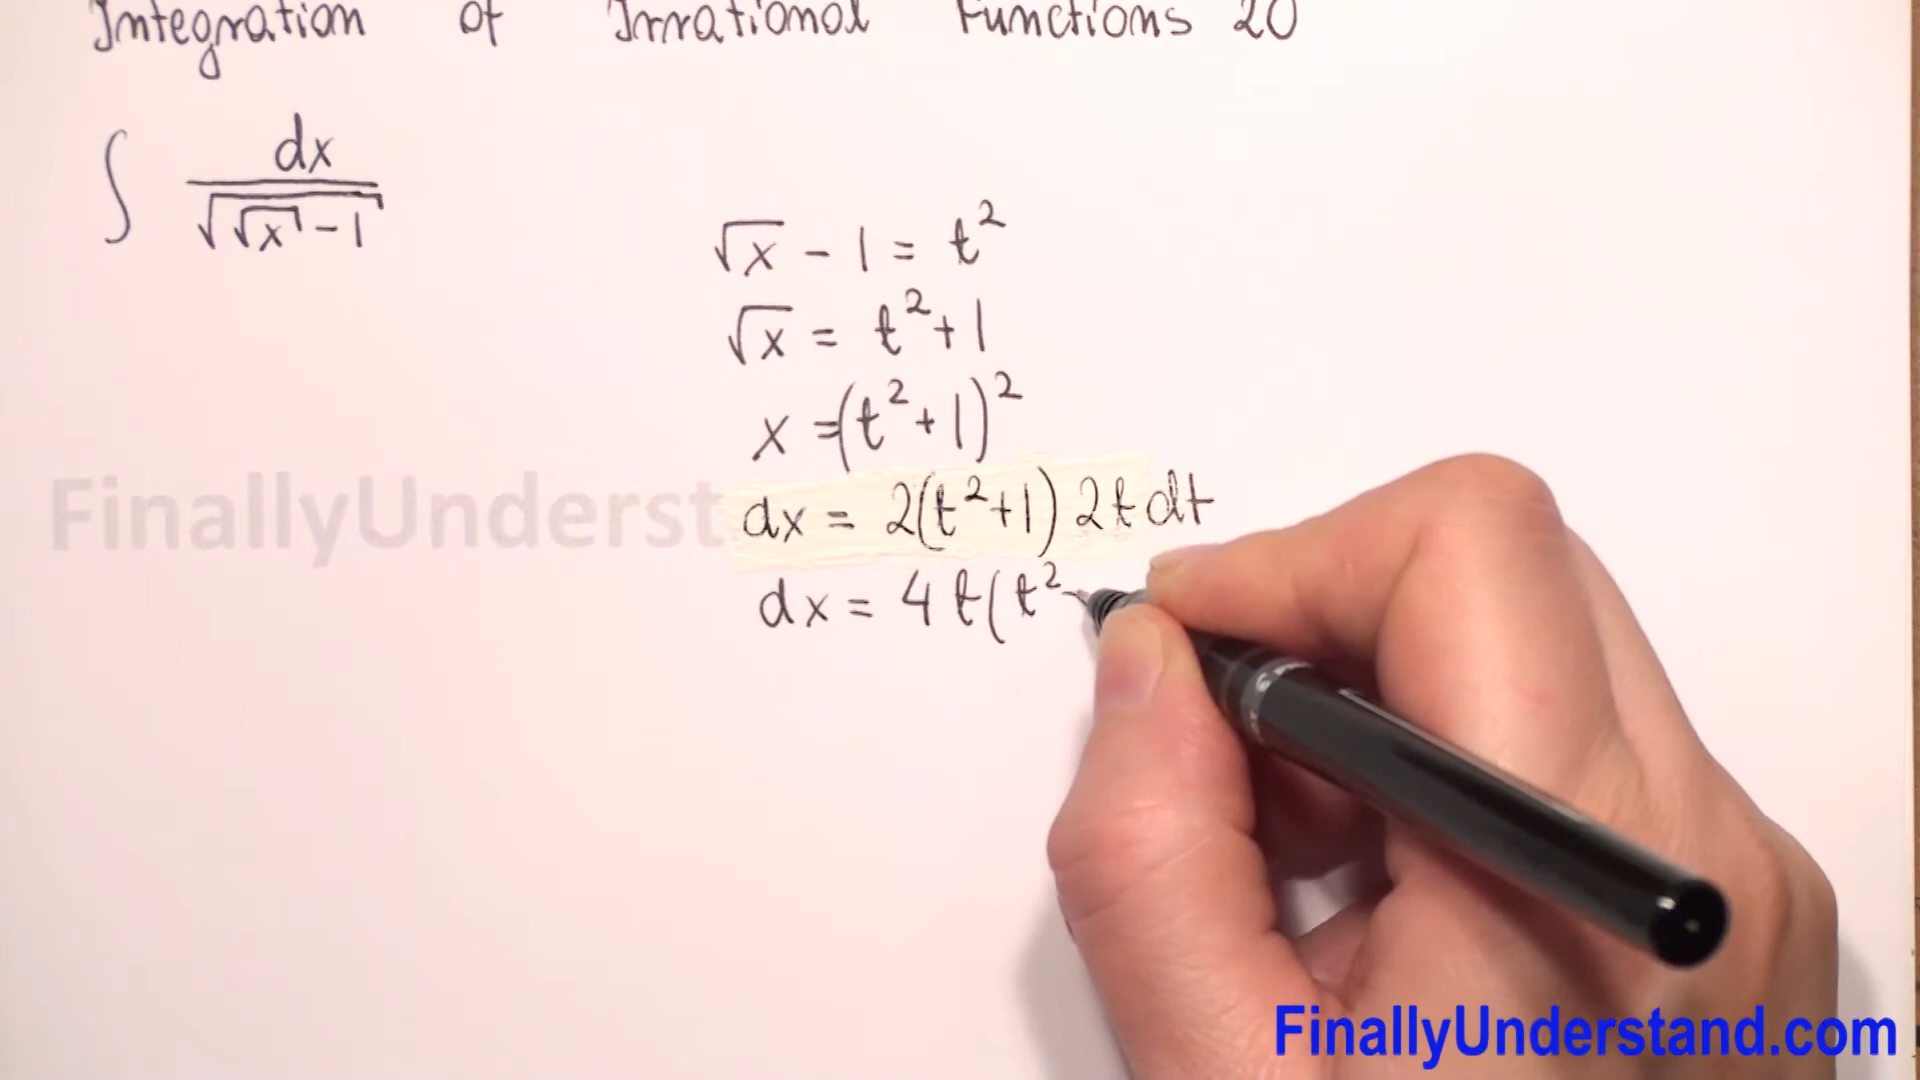 Integration of Irrational Functions 20
∫ dx / √(√x - 1)
√x - 1 = t²
√x = t² + 1
x = (t² + 1)²
dx = 2(t² + 1) 2t dt
dx = 4t(t² -
FinallyUnderst
FinallyUnderstand.com